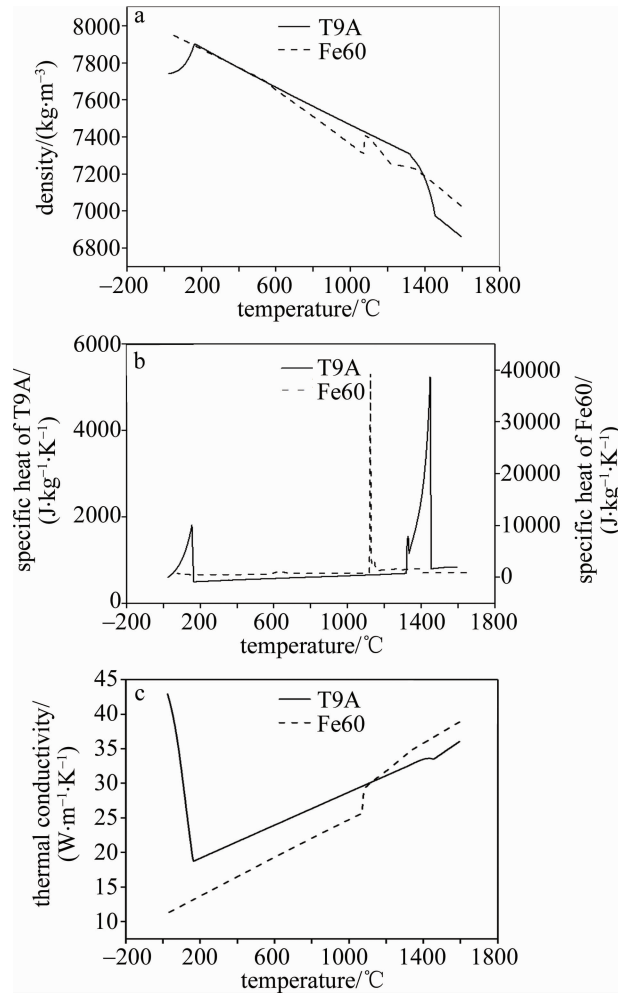 a
T9A
Fe60
8000
7800
7600
7400
7200
7000
6800
density/(kg·m⁻³)
−200 200 600 1000 1400 1800
temperature/℃
b
T9A
Fe60
6000
4000
2000
0
specific heat of T9A/
(J·kg⁻¹·K⁻¹)
40000
30000
20000
10000
0
specific heat of Fe60/
(J·kg⁻¹·K⁻¹)
−200 200 600 1000 1400 1800
temperature/℃
c
T9A
Fe60
45
40
35
30
25
20
15
10
thermal conductivity/
(W·m⁻¹·K⁻¹)
−200 200 600 1000 1400 1800
temperature/℃